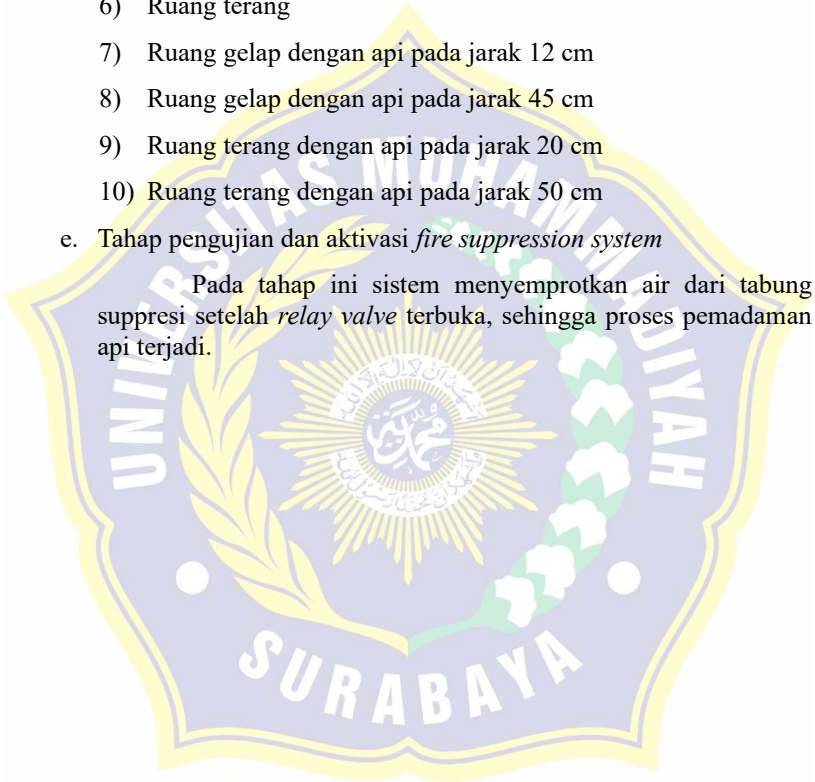 6) Ruang terang
7) Ruang gelap dengan api pada jarak 12 cm
8) Ruang gelap dengan api pada jarak 45 cm
9) Ruang terang dengan api pada jarak 20 cm
10) Ruang terang dengan api pada jarak 50 cm
e. Tahap pengujian dan aktivasi fire suppression system
Pada tahap ini sistem menyemprotkan air dari tabung
suppresi setelah relay valve terbuka, sehingga proses pemadaman
api terjadi.
UNIVERSITAS MUHAMMADIYAH
SURABAYA